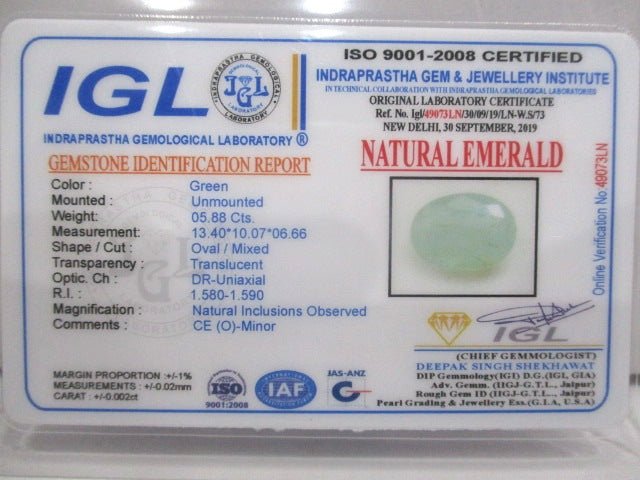 IGL
INDRAPRASTHA GEMOLOGICAL LABORATORY
IGL
INDRAPRASTHA GEMOLOGICAL LABORATORY ®
GEMSTONE IDENTIFICATION REPORT
Color : Green
Mounted : Unmounted
Weight: 05.88 Cts.
Measurement: 13.40*10.07*06.66
Shape / Cut : Oval / Mixed
Transparency : Translucent
Optic. Ch : DR-Uniaxial
R.I. : 1.580-1.590
Magnification : Natural Inclusions Observed
Comments : CE (O)-Minor
MARGIN PROPORTION :+/-1%
MEASUREMENTS : +/-0.02mm
CARAT : +/-0.002ct
ISO
9001:2008
IAF
JAS-ANZ
ISO 9001-2008 CERTIFIED
INDRAPRASTHA GEM & JEWELLERY INSTITUTE
IN TECHNICAL COLLABORATION WITH INDRAPRASTHA GEMOLOGICAL LABORATORIES
ORIGINAL LABORATORY CERTIFICATE
Ref. No. Igl/49073LN/30/09/19/LN-W.S/73
NEW DELHI, 30 SEPTEMBER, 2019
NATURAL EMERALD
Online Verification No 49073LN
IGL
(CHIEF GEMMOLOGIST)
DEEPAK SINGH SHEKHAWAT
DIP Gemmology(IGI) D.G.(IGL, GIA)
Adv. Gemm. (IIGJ-G.T.L., Jaipur)
Rough Gem ID (IIGJ-G.T.L., Jaipur)
Pearl Grading & Jewellery Ess.(G.I.A, U.S.A)